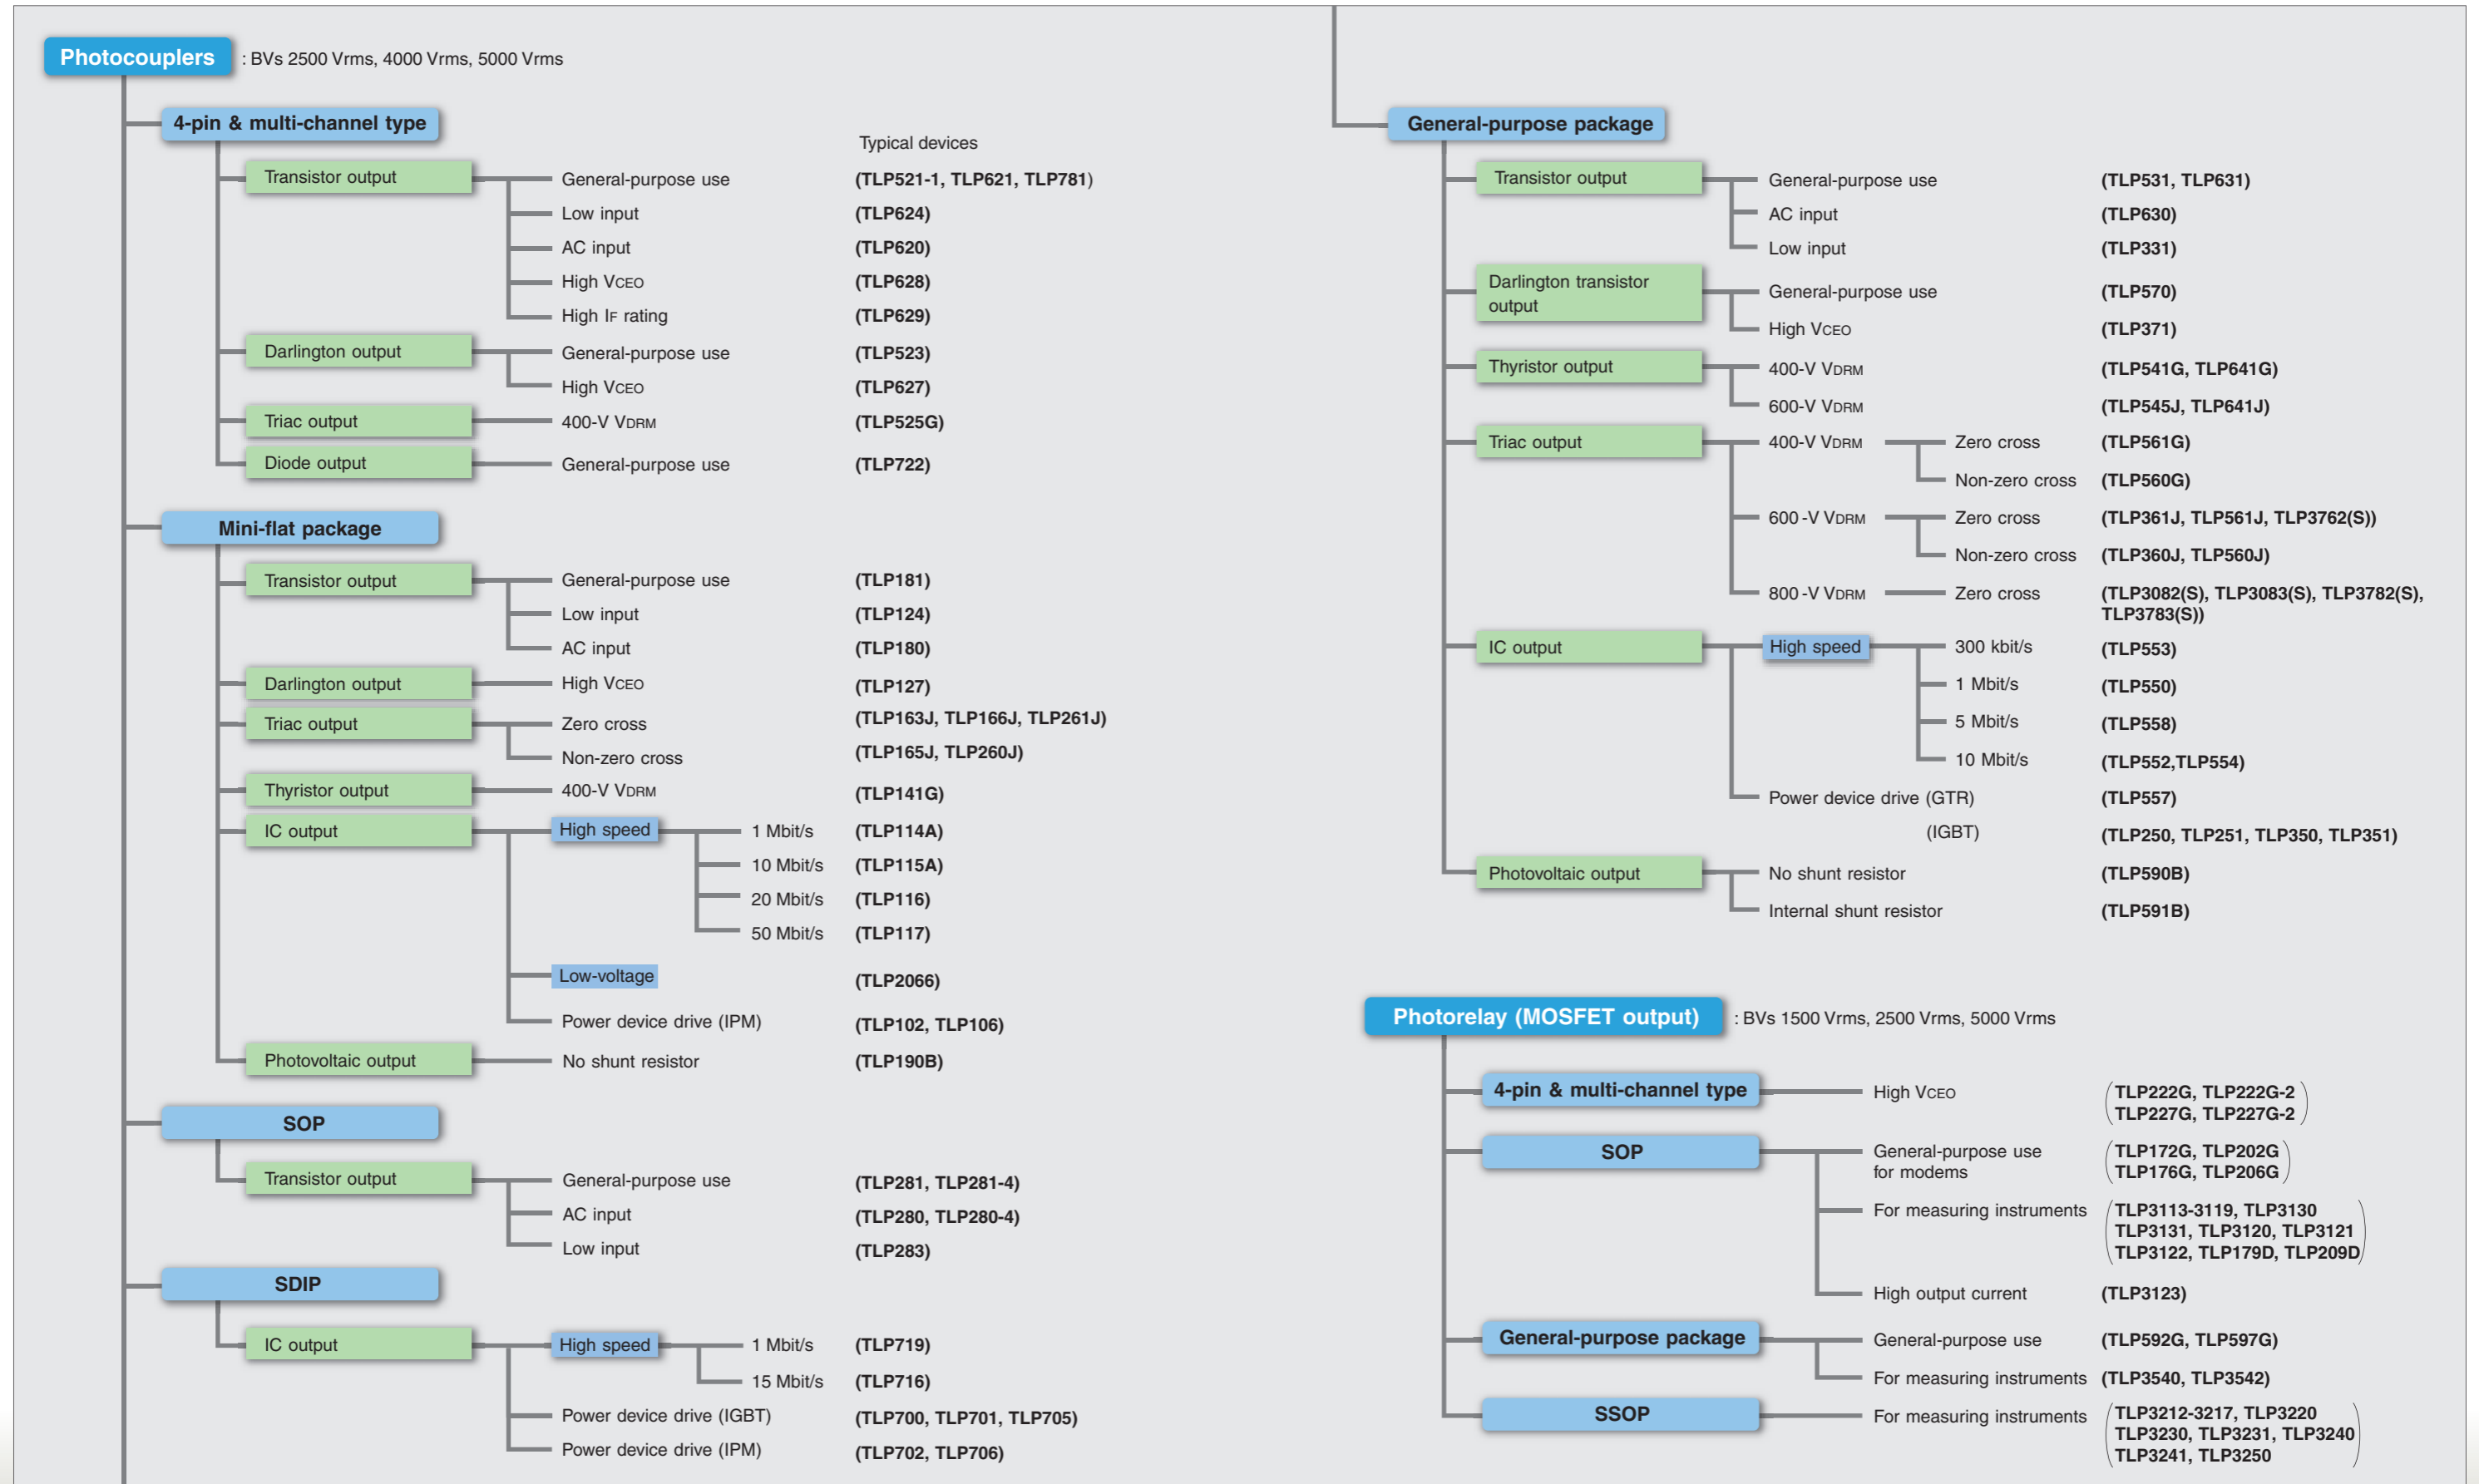 Photocouplers : BVs 2500 Vrms, 4000 Vrms, 5000 Vrms
4-pin & multi-channel type
Typical devices
Transistor output General-purpose use (TLP521-1, TLP621, TLP781)
Low input (TLP624)
AC input (TLP620)
High VCEO (TLP628)
High IF rating (TLP629)
Darlington output General-purpose use (TLP523)
High VCEO (TLP627)
Triac output 400-V VDRM (TLP525G)
Diode output General-purpose use (TLP722)
Mini-flat package
Transistor output General-purpose use (TLP181)
Low input (TLP124)
AC input (TLP180)
Darlington output High VCEO (TLP127)
Triac output Zero cross (TLP163J, TLP166J, TLP261J)
Non-zero cross (TLP165J, TLP260J)
Thyristor output 400-V VDRM (TLP141G)
IC output High speed 1 Mbit/s (TLP114A)
10 Mbit/s (TLP115A)
20 Mbit/s (TLP116)
50 Mbit/s (TLP117)
Low-voltage (TLP2066)
Power device drive (IPM) (TLP102, TLP106)
Photovoltaic output No shunt resistor (TLP190B)
SOP
Transistor output General-purpose use (TLP281, TLP281-4)
AC input (TLP280, TLP280-4)
Low input (TLP283)
SDIP
IC output High speed 1 Mbit/s (TLP719)
15 Mbit/s (TLP716)
Power device drive (IGBT) (TLP700, TLP701, TLP705)
Power device drive (IPM) (TLP702, TLP706)
General-purpose package
Transistor output General-purpose use (TLP531, TLP631)
AC input (TLP630)
Low input (TLP331)
Darlington transistor
output
General-purpose use (TLP570)
High VCEO (TLP371)
Thyristor output 400-V VDRM (TLP541G, TLP641G)
600-V VDRM (TLP545J, TLP641J)
Triac output 400-V VDRM Zero cross (TLP561G)
Non-zero cross (TLP560G)
600 -V VDRM Zero cross (TLP361J, TLP561J, TLP3762(S))
Non-zero cross (TLP360J, TLP560J)
800 -V VDRM Zero cross (TLP3082(S), TLP3083(S), TLP3782(S),
TLP3783(S))
IC output High speed 300 kbit/s (TLP553)
1 Mbit/s (TLP550)
5 Mbit/s (TLP558)
10 Mbit/s (TLP552,TLP554)
Power device drive (GTR) (TLP557)
(IGBT) (TLP250, TLP251, TLP350, TLP351)
Photovoltaic output No shunt resistor (TLP590B)
Internal shunt resistor (TLP591B)
Photorelay (MOSFET output) : BVs 1500 Vrms, 2500 Vrms, 5000 Vrms
4-pin & multi-channel type High VCEO (TLP222G, TLP222G-2
TLP227G, TLP227G-2)
SOP General-purpose use (TLP172G, TLP202G
for modems TLP176G, TLP206G)
For measuring instruments (TLP3113-3119, TLP3130
TLP3131, TLP3120, TLP3121
TLP3122, TLP179D, TLP209D)
High output current (TLP3123)
General-purpose package General-purpose use (TLP592G, TLP597G)
For measuring instruments (TLP3540, TLP3542)
SSOP For measuring instruments (TLP3212-3217, TLP3220
TLP3230, TLP3231, TLP3240
TLP3241, TLP3250)